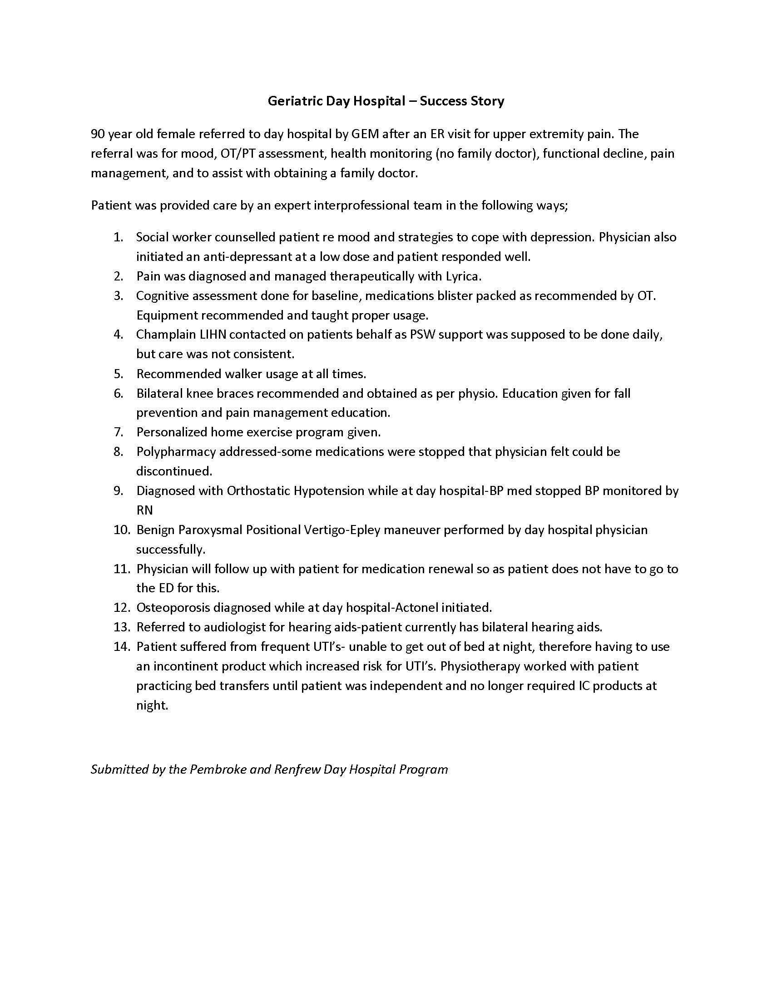 Geriatric Day Hospital – Success Story
90 year old female referred to day hospital by GEM after an ER visit for upper extremity pain. The
referral was for mood, OT/PT assessment, health monitoring (no family doctor), functional decline, pain
management, and to assist with obtaining a family doctor.
Patient was provided care by an expert interprofessional team in the following ways;
1. Social worker counselled patient re mood and strategies to cope with depression. Physician also
initiated an anti-depressant at a low dose and patient responded well.
2. Pain was diagnosed and managed therapeutically with Lyrica.
3. Cognitive assessment done for baseline, medications blister packed as recommended by OT.
Equipment recommended and taught proper usage.
4. Champlain LIHN contacted on patients behalf as PSW support was supposed to be done daily,
but care was not consistent.
5. Recommended walker usage at all times.
6. Bilateral knee braces recommended and obtained as per physio. Education given for fall
prevention and pain management education.
7. Personalized home exercise program given.
8. Polypharmacy addressed-some medications were stopped that physician felt could be
discontinued.
9. Diagnosed with Orthostatic Hypotension while at day hospital-BP med stopped BP monitored by
RN
10. Benign Paroxysmal Positional Vertigo-Epley maneuver performed by day hospital physician
successfully.
11. Physician will follow up with patient for medication renewal so as patient does not have to go to
the ED for this.
12. Osteoporosis diagnosed while at day hospital-Actonel initiated.
13. Referred to audiologist for hearing aids-patient currently has bilateral hearing aids.
14. Patient suffered from frequent UTI’s- unable to get out of bed at night, therefore having to use
an incontinent product which increased risk for UTI’s. Physiotherapy worked with patient
practicing bed transfers until patient was independent and no longer required IC products at
night.
Submitted by the Pembroke and Renfrew Day Hospital Program